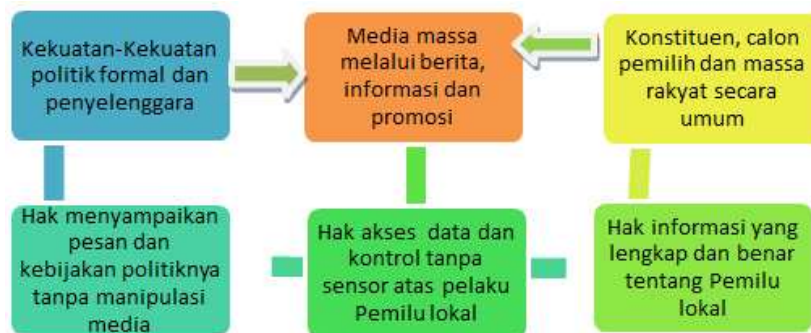 Kekuatan-Kekuatan
politik formal dan
penyelenggara
Media massa
melalui berita,
informasi dan
promosi
Konstituen, calon
pemilih dan massa
rakyat secara
umum
Hak menyampaikan
pesan dan
kebijakan politiknya
tanpa manipulasi
media
Hak akses data dan
kontrol tanpa
sensor atas pelaku
Pemilu lokal
Hak informasi yang
lengkap dan benar
tentang Pemilu
lokal